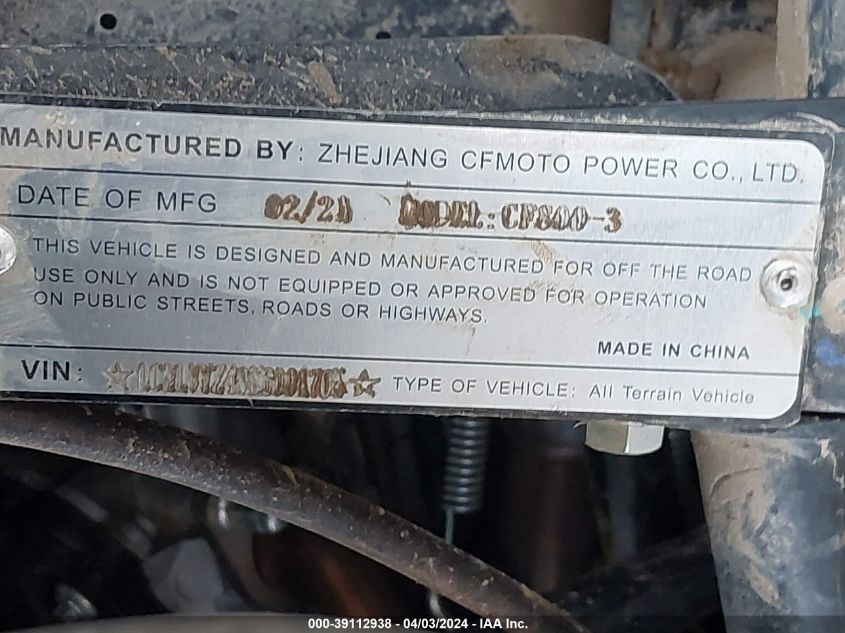 MANUFACTURED BY: ZHEJIANG CFMOTO POWER CO., LTD.
DATE OF MFG 02/20 MODEL: CF800-3
THIS VEHICLE IS DESIGNED AND MANUFACTURED FOR OFF THE ROAD
USE ONLY AND IS NOT EQUIPPED OR APPROVED FOR OPERATION
ON PUBLIC STREETS, ROADS OR HIGHWAYS.
MADE IN CHINA
VIN: TYPE OF VEHICLE: All Terrain Vehicle
000-39112938 - 04/03/2024 - IAA Inc.